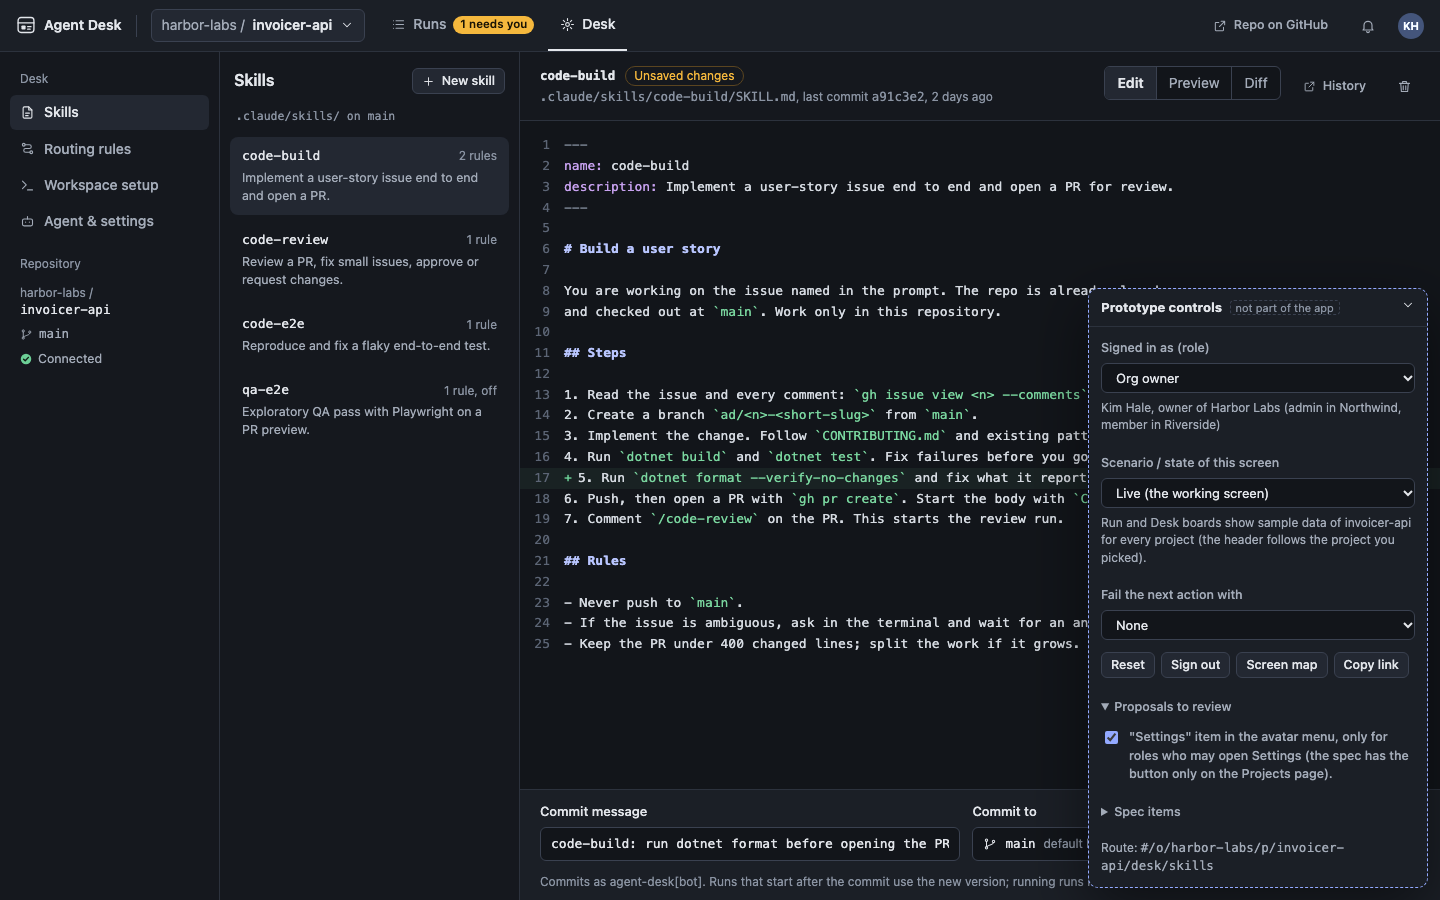 Agent Desk
harbor-labs / invoicer-api
Runs 1 needs you
Desk
Repo on GitHub
KH
Desk
Skills
Routing rules
Workspace setup
Agent & settings
Repository
harbor-labs /
invoicer-api
main
Connected
Skills
+ New skill
.claude/skills/ on main
code-build 2 rules
Implement a user-story issue end to end
and open a PR.
code-review 1 rule
Review a PR, fix small issues, approve or
request changes.
code-e2e 1 rule
Reproduce and fix a flaky end-to-end test.
qa-e2e 1 rule, off
Exploratory QA pass with Playwright on a
PR preview.
code-build Unsaved changes
.claude/skills/code-build/SKILL.md, last commit a91c3e2, 2 days ago
Edit Preview Diff
History
1 ---
2 name: code-build
3 description: Implement a user-story issue end to end and open a PR for review.
4 ---
5
6 # Build a user story
7
8 You are working on the issue named in the prompt. The repo is
9 and checked out at `main`. Work only in this repository.
10
11 ## Steps
12
13 1. Read the issue and every comment: `gh issue view <n> --comments`
14 2. Create a branch `ad/<n>-<short-slug>` from `main`.
15 3. Implement the change. Follow `CONTRIBUTING.md` and existing patt
16 4. Run `dotnet build` and `dotnet test`. Fix failures before you go
17 + 5. Run `dotnet format --verify-no-changes` and fix what it report
18 6. Push, then open a PR with `gh pr create`. Start the body with `C
19 7. Comment `/code-review` on the PR. This starts the review run.
20
21 ## Rules
22
23 - Never push to `main`.
24 - If the issue is ambiguous, ask in the terminal and wait for an an
25 - Keep the PR under 400 changed lines; split the work if it grows.
Commit message
code-build: run dotnet format before opening the PR
Commit to
main default
Commits as agent-desk[bot]. Runs that start after the commit use the new version; running runs
Prototype controls not part of the app
Signed in as (role)
Org owner
Kim Hale, owner of Harbor Labs (admin in Northwind,
member in Riverside)
Scenario / state of this screen
Live (the working screen)
Run and Desk boards show sample data of invoicer-api
for every project (the header follows the project you
picked).
Fail the next action with
None
Reset Sign out Screen map Copy link
Proposals to review
"Settings" item in the avatar menu, only for
roles who may open Settings (the spec has the
button only on the Projects page).
Spec items
Route: #/o/harbor-labs/p/invoicer-
api/desk/skills